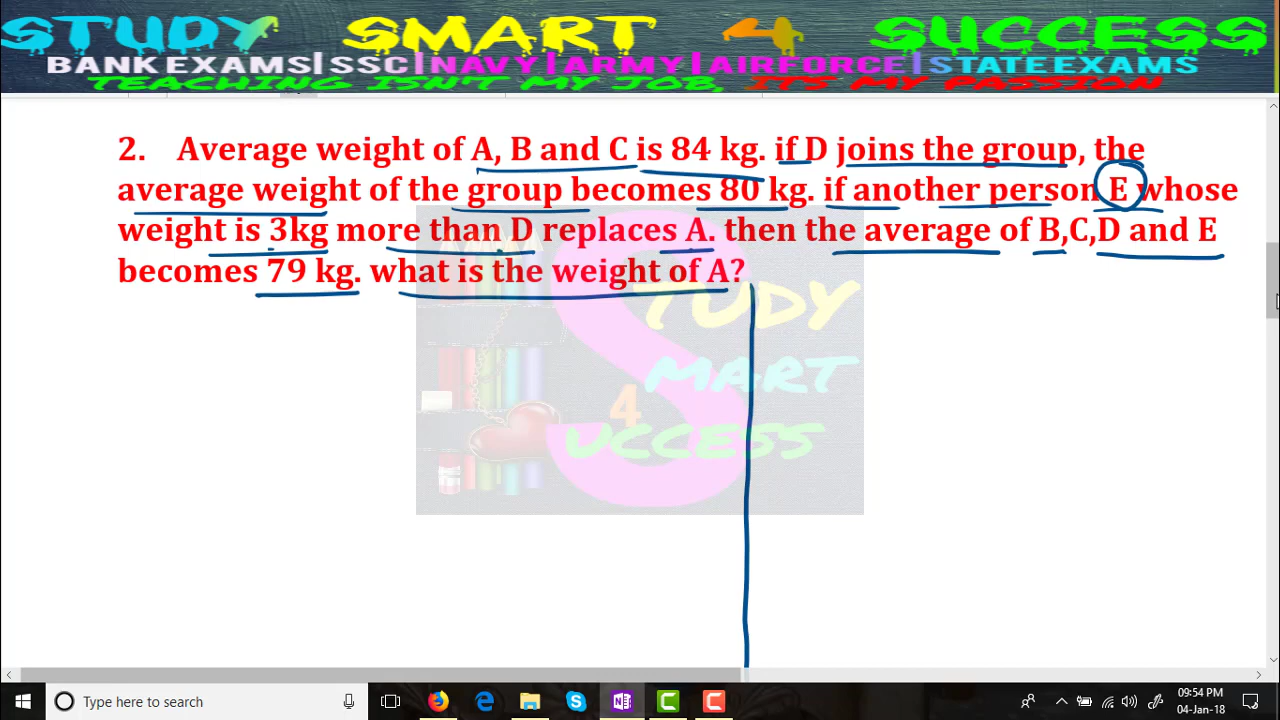 STUDY SMART 4 SUCCESS
BANK EXAMS|SSC|NAVY|ARMY|AIRFORCE|STATE EXAMS
TEACHING ISN'T MY JOB, IT'S MY PASSION
2. Average weight of A, B and C is 84 kg. if D joins the group, the
average weight of the group becomes 80 kg. if another person E whose
weight is 3kg more than D replaces A. then the average of B,C,D and E
becomes 79 kg. what is the weight of A?
TUDY
MART
4
UCCESS
Type here to search
09:54 PM
04-Jan-18